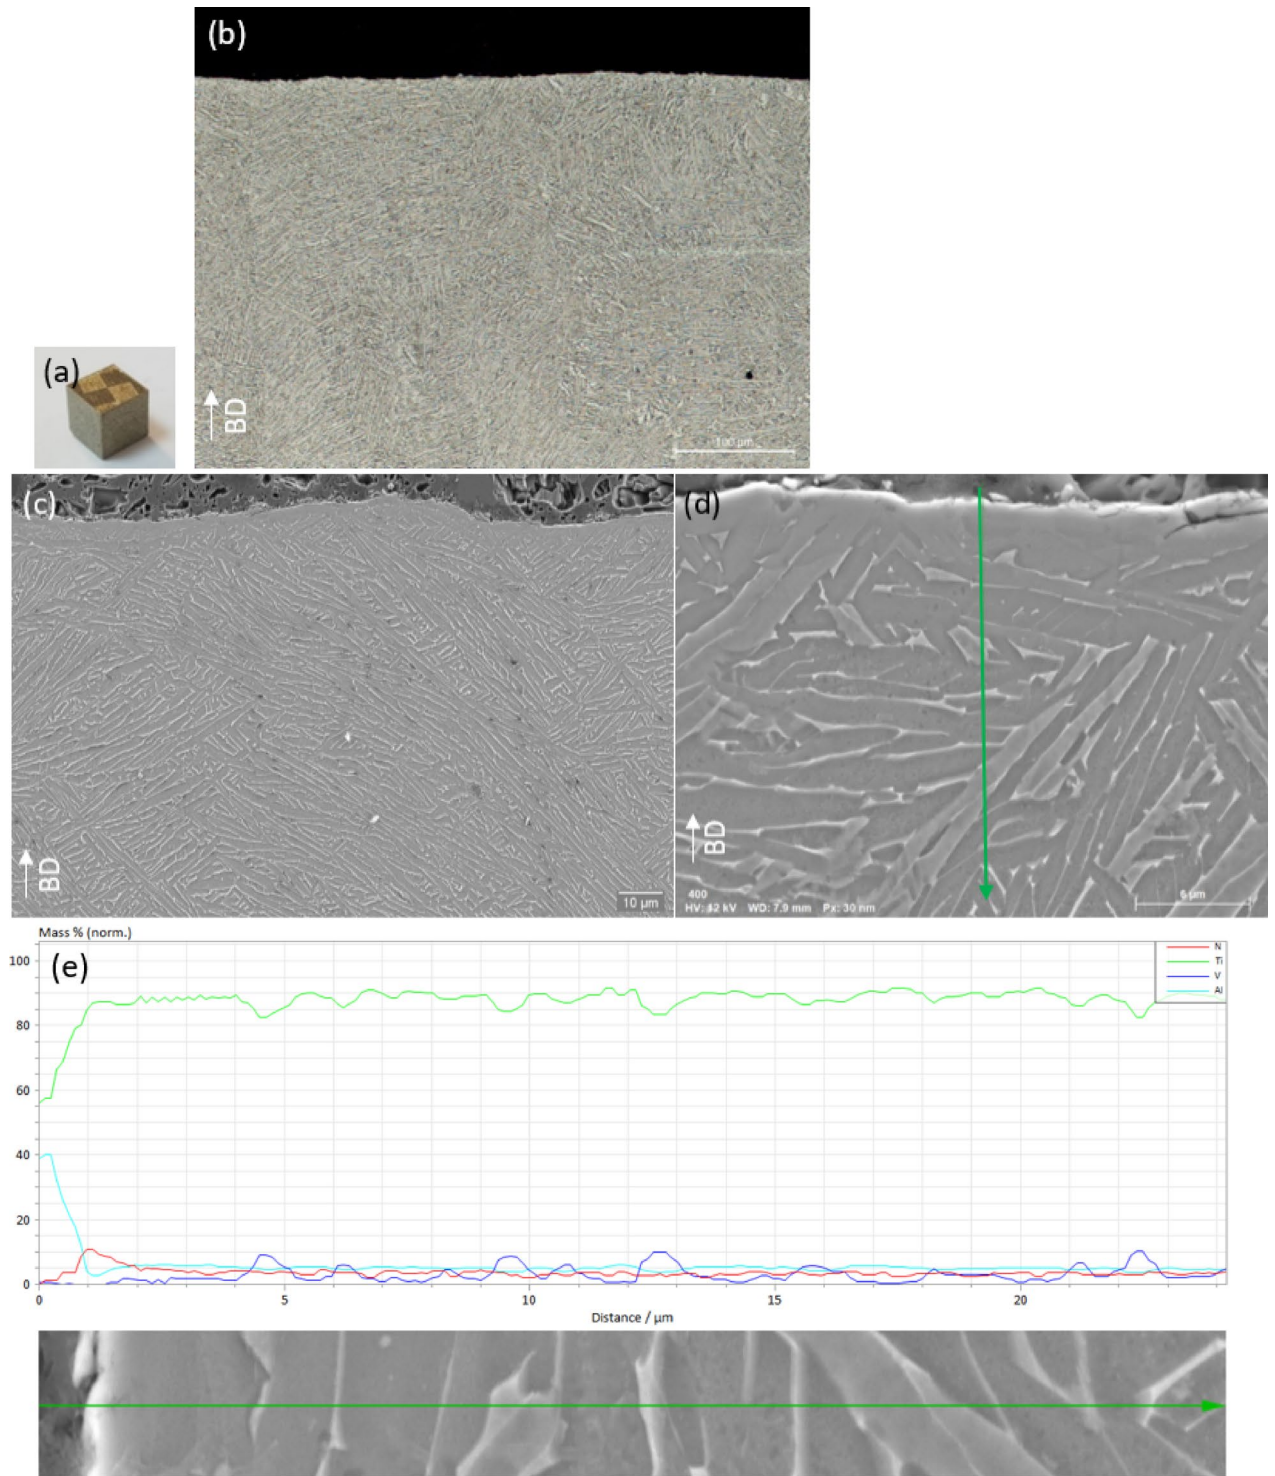 (b)
(a)
BD
100 µm
(c)
BD
10 µm
(d)
BD
400
HV: 12 kV WD: 7.9 mm Px: 30 nm
6 µm
Mass % (norm.)
(e)
N
Ti
V
Al
100
80
60
40
20
0
0 5 10 15 20
Distance / µm